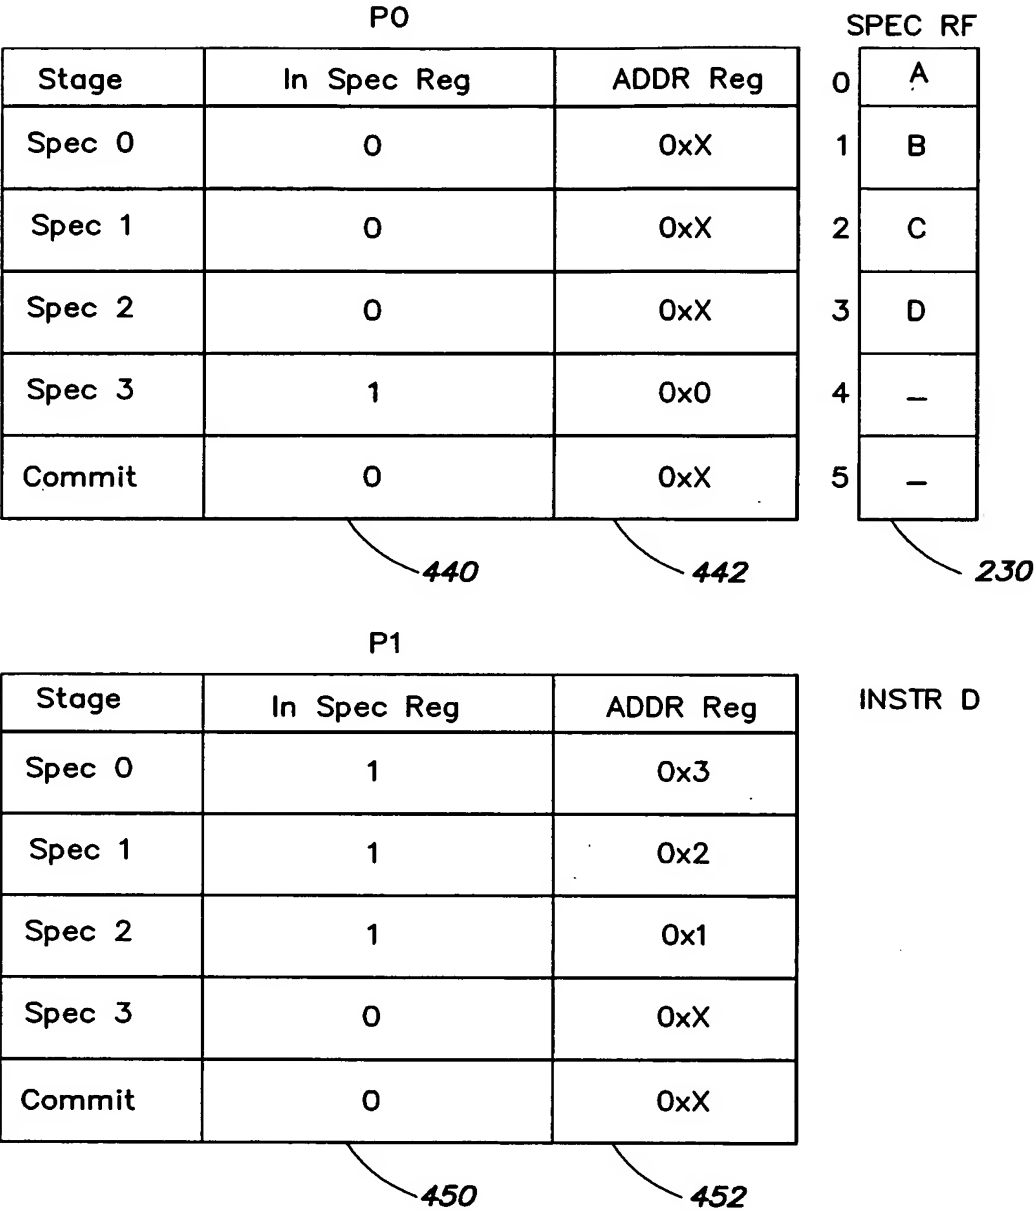 P0
SPEC RF
Stage In Spec Reg ADDR Reg 0 A
Spec 0 0 0xX 1 B
Spec 1 0 0xX 2 C
Spec 2 0 0xX 3 D
Spec 3 1 0x0 4 –
Commit 0 0xX 5 –
440 442 230
P1
Stage In Spec Reg ADDR Reg INSTR D
Spec 0 1 0x3
Spec 1 1 0x2
Spec 2 1 0x1
Spec 3 0 0xX
Commit 0 0xX
450 452